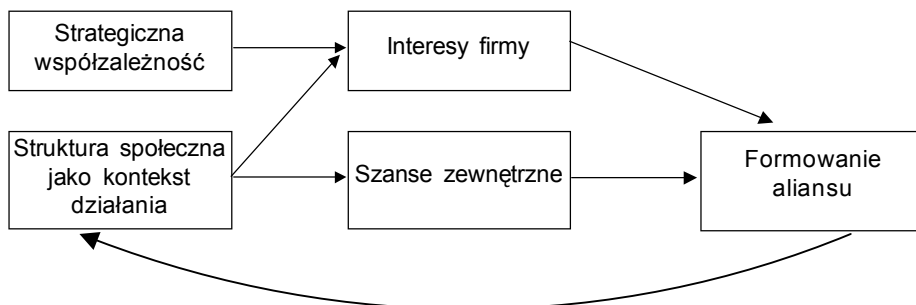 Strategiczna
współzależność
Interesy firmy
Struktura społeczna
jako kontekst
działania
Szanse zewnętrzne
Formowanie
aliansu